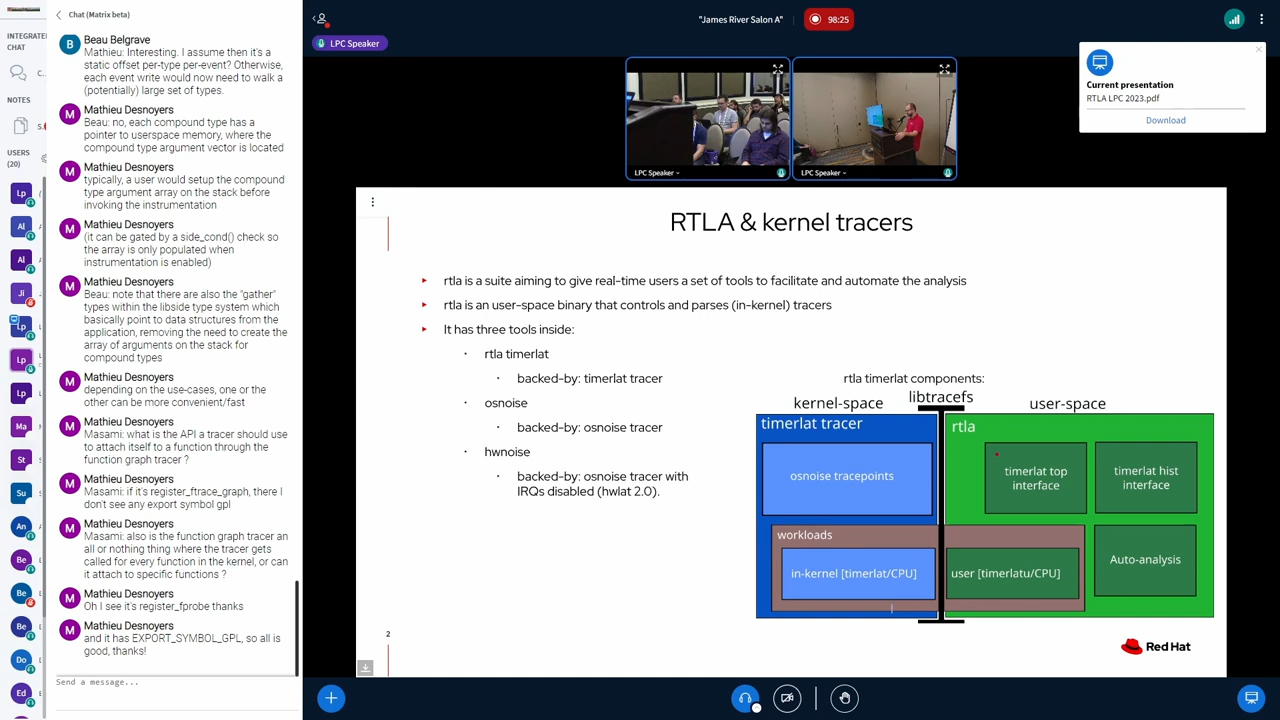 Chat (Matrix beta)
INTEGRATE
CHAT
C...
NOTES
S.
USERS
(20)
Lp
Al
Al
Ji
Lp
Lp
Lp
Ma
St
Su
An
Be
Be
Be
Do
Ed
B
Beau Belgrave
Mathieu: Interesting. I assume then it's a
static offset per-type per-event? Otherwise,
each event write would now need to walk a
(potentially) large set of types.
M
Mathieu Desnoyers
Beau: no, each compound type has a
pointer to userspace memory, where the
compound type argument vector is located
M
Mathieu Desnoyers
typically, a user would setup the compound
type argument array on the stack before
invoking the instrumentation
M
Mathieu Desnoyers
(it can be gated by a side_cond() check so
the array is only populated when
instrumentation is enabled)
M
Mathieu Desnoyers
Beau: note that there are also the "gather"
types within the libside type system which
basically point to data structures from the
application, removing the need to create the
array of arguments on the stack for
compound types
M
Mathieu Desnoyers
depending on the use-cases, one or the
other can be more convenient/fast
M
Mathieu Desnoyers
Masami: what is the API a tracer should use
to attach itself to a function through the
function graph tracer ?
M
Mathieu Desnoyers
Masami: if it's register_ftrace_graph, there I
don't see any export symbol gpl
M
Mathieu Desnoyers
Masami: also is the function graph tracer an
all or nothing thing where the tracer gets
called for every function in the kernel, or can
it attach to specific functions ?
M
Mathieu Desnoyers
Oh I see it's register_fprobe thanks
M
Mathieu Desnoyers
and it has EXPORT_SYMBOL_GPL, so all is
good, thanks!
Send a message...
"James River Salon A"
98:25
LPC Speaker
LPC Speaker
LPC Speaker
Current presentation
RTLA LPC 2023.pdf
Download
RTLA & kernel tracers
rtla is a suite aiming to give real-time users a set of tools to facilitate and automate the analysis
rtla is an user-space binary that controls and parses (in-kernel) tracers
It has three tools inside:
rtla timerlat
backed-by: timerlat tracer
osnoise
backed-by: osnoise tracer
hwnoise
backed-by: osnoise tracer with
IRQs disabled (hwlat 2.0).
rtla timerlat components:
kernel-space
libtracefs
user-space
timerlat tracer
osnoise tracepoints
workloads
in-kernel [timerlat/CPU]
rtla
timerlat top
interface
timerlat hist
interface
user [timerlatu/CPU]
Auto-analysis
2
Red Hat